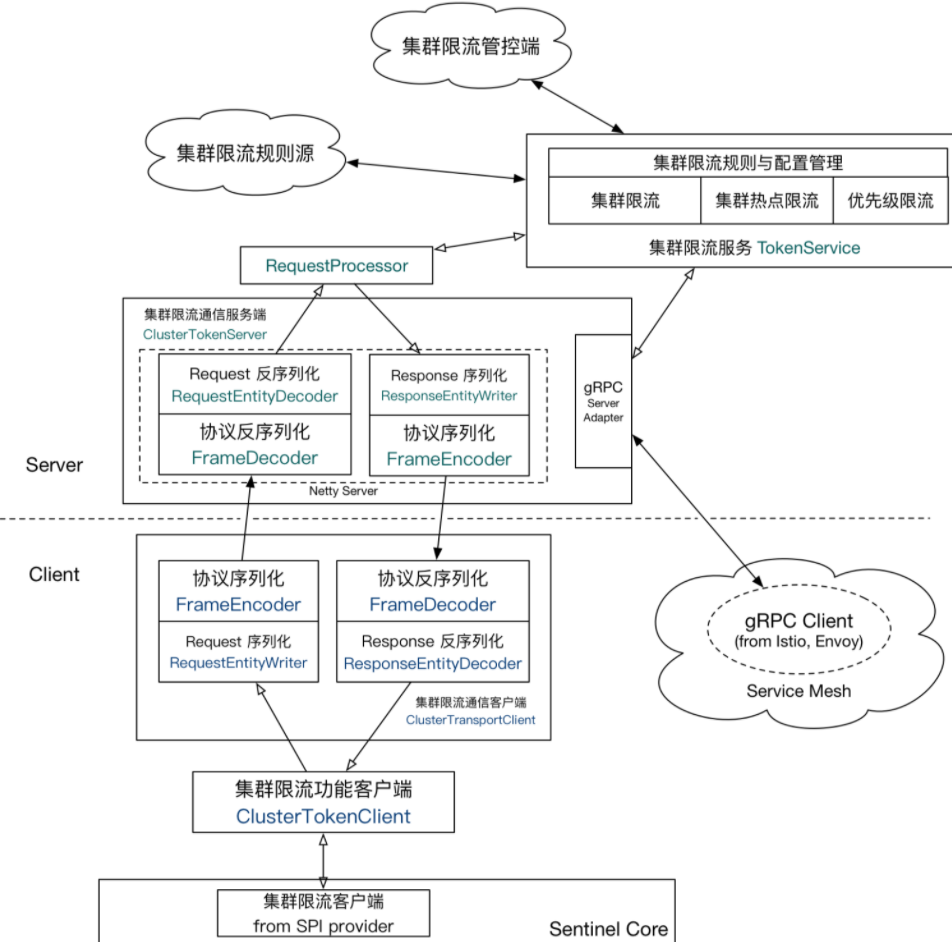 集群限流管控端
集群限流规则源
集群限流规则与配置管理
集群限流
集群热点限流
优先级限流
集群限流服务 TokenService
RequestProcessor
集群限流通信服务端
ClusterTokenServer
Request 反序列化
RequestEntityDecoder
协议反序列化
FrameDecoder
Response 序列化
ResponseEntityWriter
协议序列化
FrameEncoder
Netty Server
gRPC
Server
Adapter
Server
Client
协议序列化
FrameEncoder
Request 序列化
RequestEntityWriter
协议反序列化
FrameDecoder
Response 反序列化
ResponseEntityDecoder
集群限流通信客户端
ClusterTransportClient
gRPC Client
(from Istio, Envoy)
Service Mesh
集群限流功能客户端
ClusterTokenClient
集群限流客户端
from SPI provider
Sentinel Core